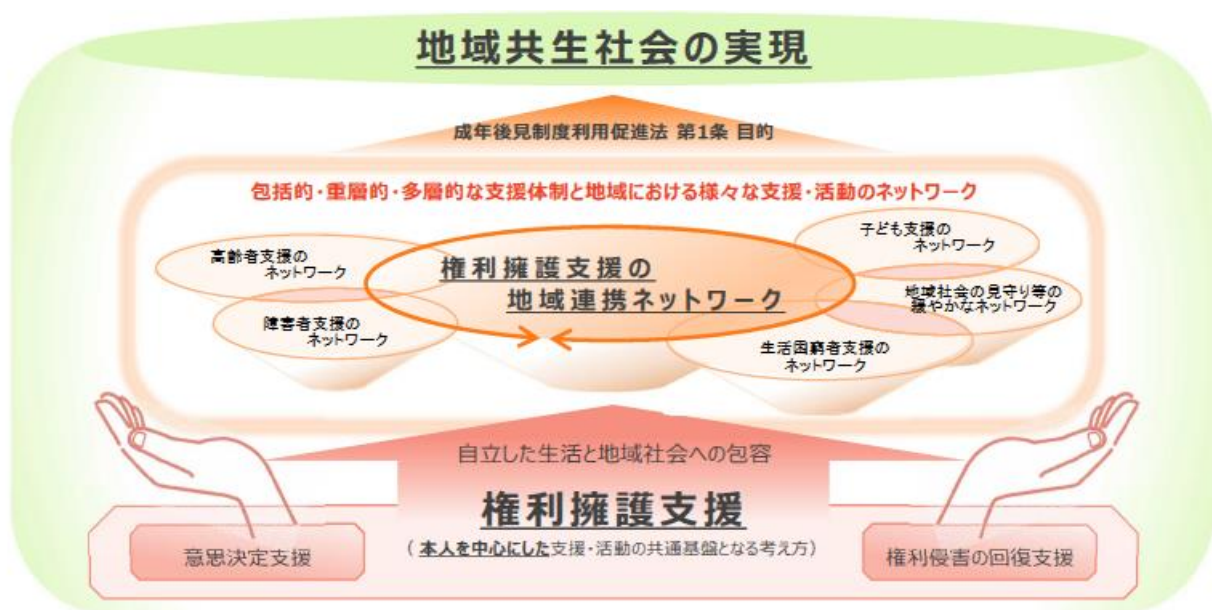 地域共生社会の実現
成年後見制度利用促進法 第1条 目的
包括的・重層的・多層的な支援体制と地域における様々な支援・活動のネットワーク
高齢者支援の
ネットワーク
障害者支援の
ネットワーク
権利擁護支援の
地域連携ネットワーク
子ども支援の
ネットワーク
地域社会の見守り等の
緩やかなネットワーク
生活困窮者支援の
ネットワーク
自立した生活と地域社会への包容
権利擁護支援
(本人を中心にした支援・活動の共通基盤となる考え方)
意思決定支援
権利侵害の回復支援